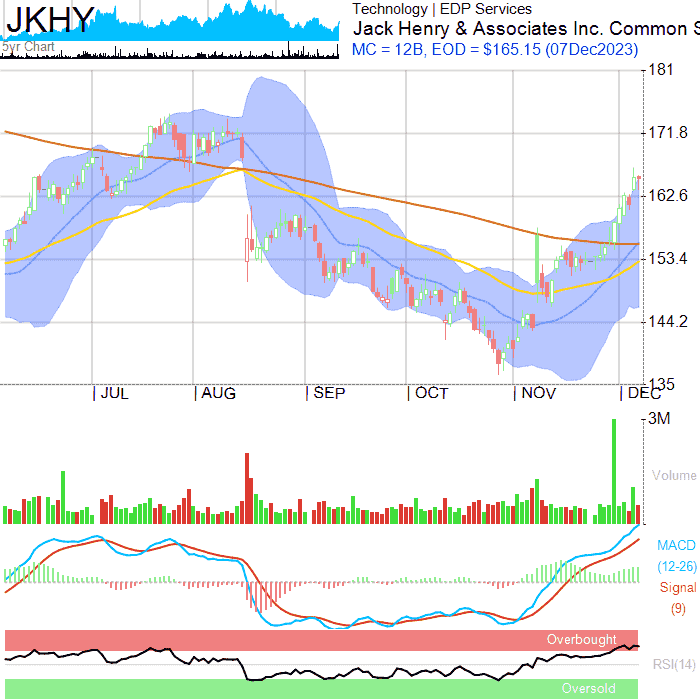 JKHY
5yr Chart
Technology | EDP Services
Jack Henry & Associates Inc. Common S
MC = 12B, EOD = $165.15 (07Dec2023)
181
171.8
162.6
153.4
144.2
135
JUL AUG SEP OCT NOV DEC
3M
Volume
MACD
(12-26)
Signal
(9)
Overbought
RSI(14)
Oversold